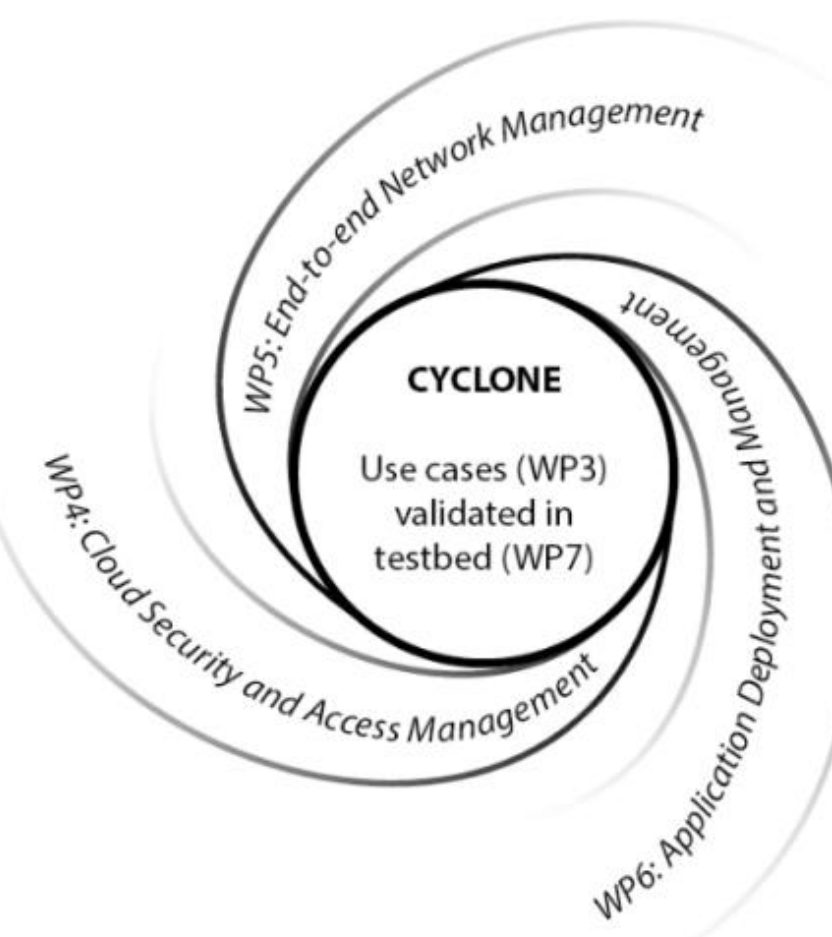 WP5: End-to-end Network Management
CYCLONE
Use cases (WP3)
validated in
testbed (WP7)
WP4: Cloud Security and Access Management
WP6: Application Deployment and Management